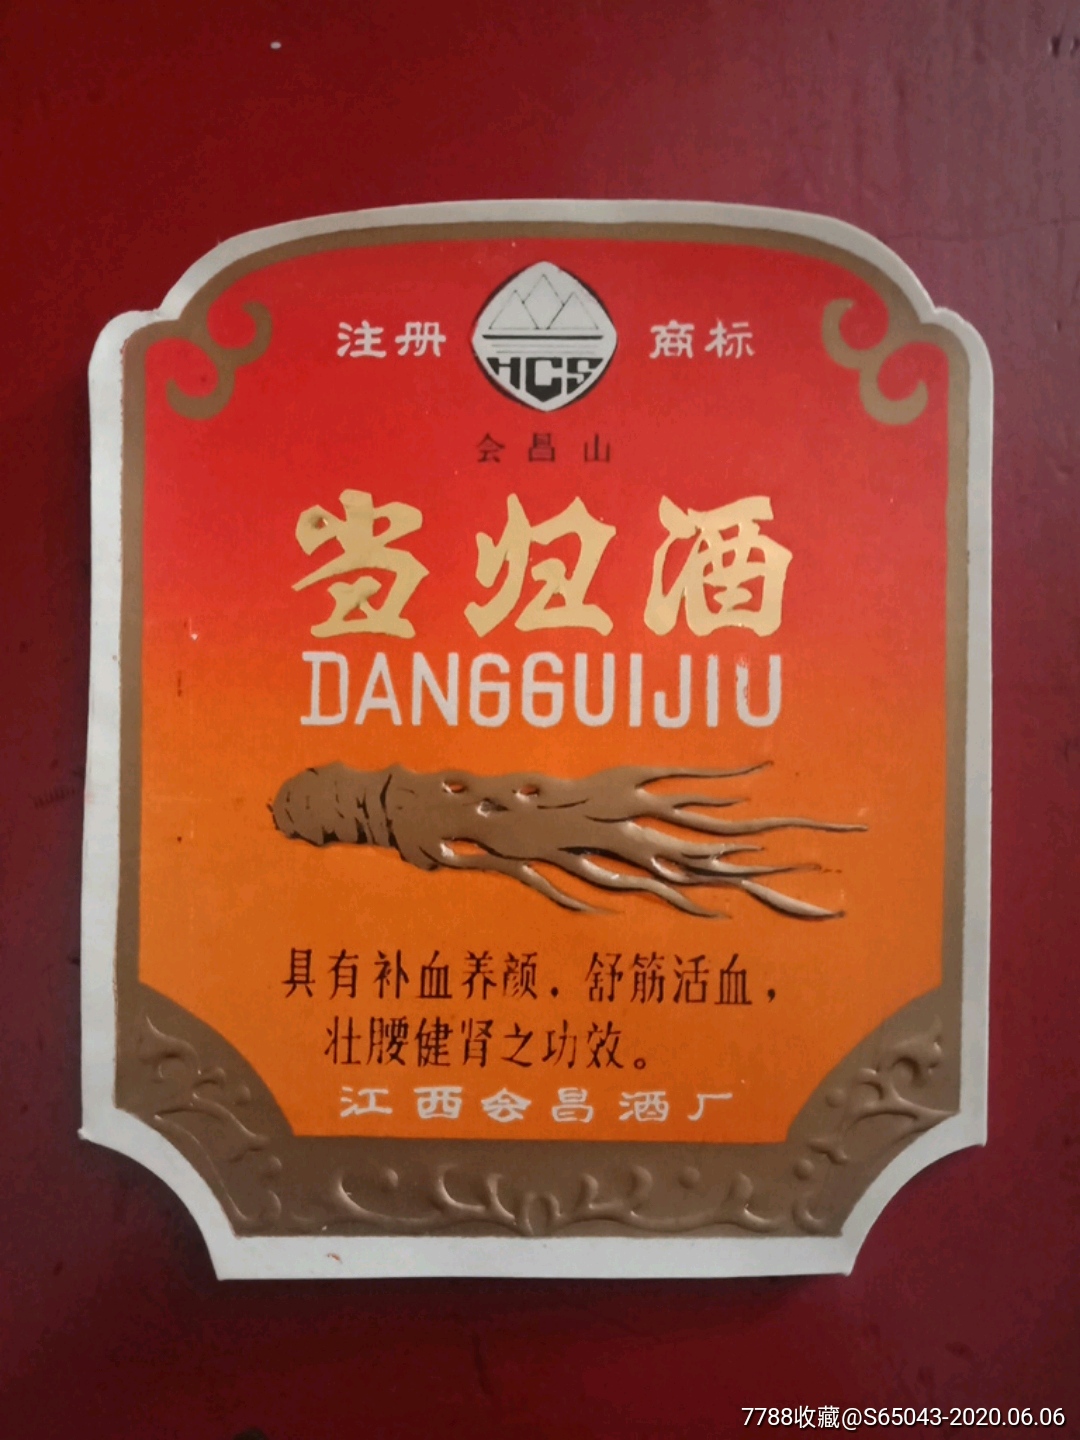 注册 商标
HCS
会昌山
当归酒
DANGGUIJIU
具有补血养颜．舒筋活血，
壮腰健肾之功效。
江西会昌酒厂
7788收藏@S65043-2020.06.06